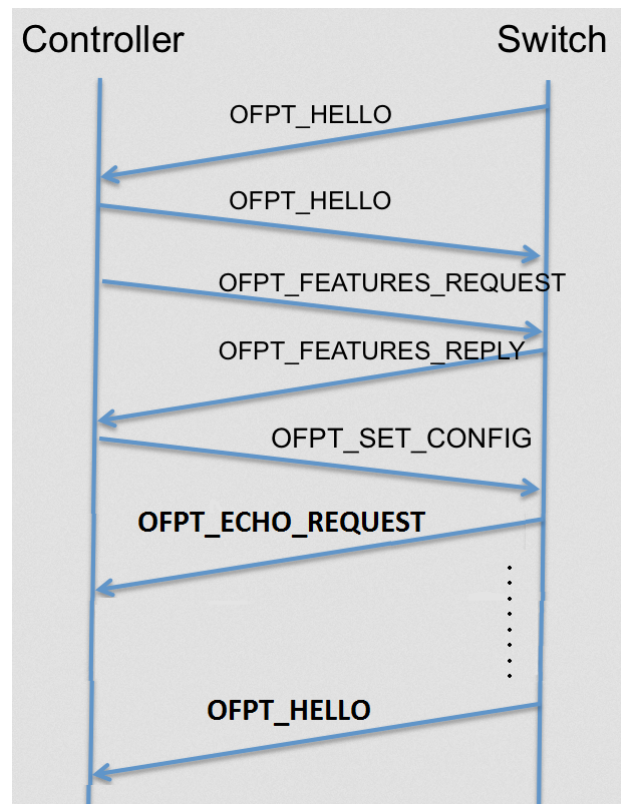 Controller
Switch
OFPT_HELLO
OFPT_HELLO
OFPT_FEATURES_REQUEST
OFPT_FEATURES_REPLY
OFPT_SET_CONFIG
OFPT_ECHO_REQUEST
OFPT_HELLO